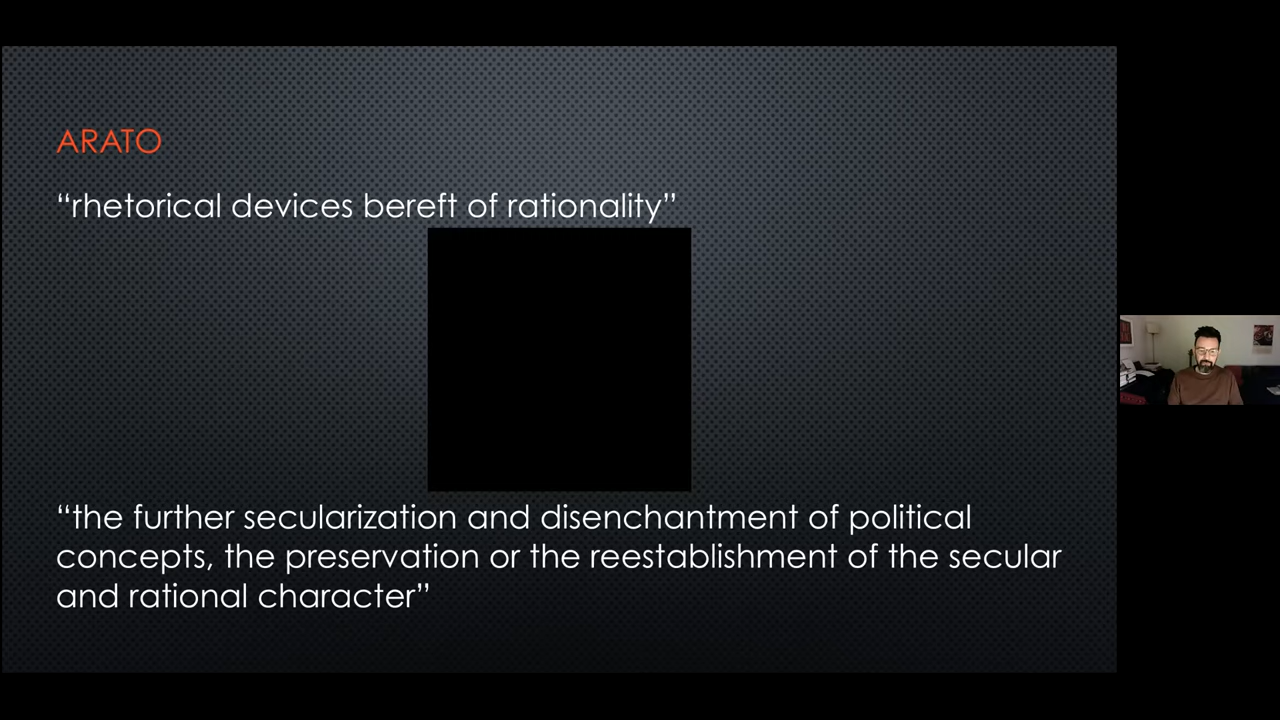 ARATO
“rhetorical devices bereft of rationality”
“the further secularization and disenchantment of political
concepts, the preservation or the reestablishment of the secular
and rational character”